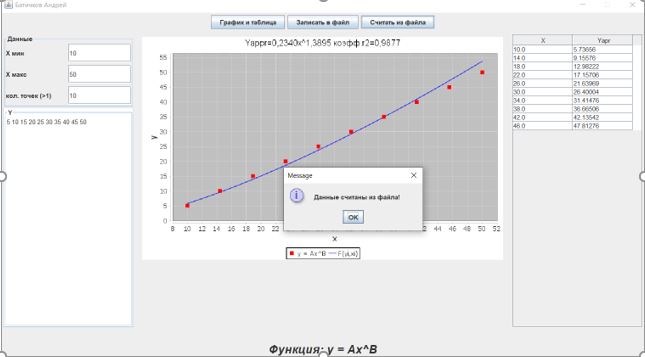 Батинков Андрей
График и таблица Записать в файл Считать из файла
Данные
X мин 10
X макс 50
кол. точек (>1) 10
Y
5 10 15 20 25 30 35 40 45 50
Yappr=0,2340x^1,3895 коэфф.r2=0,9877
y
55
50
45
40
35
30
25
20
15
10
5
0
8 10 12 14 16 18 20 22 24 42 44 46 48 50 52
x
y = Ax^B F(yi,xi)
Message
Данные считаны из файла!
OK
X Yapr
10.0 5.73656
14.0 9.15576
18.0 12.98222
22.0 17.15706
26.0 21.63969
30.0 26.40004
34.0 31.41476
38.0 36.66506
42.0 42.13542
46.0 47.81276
Функция: y = Ax^B